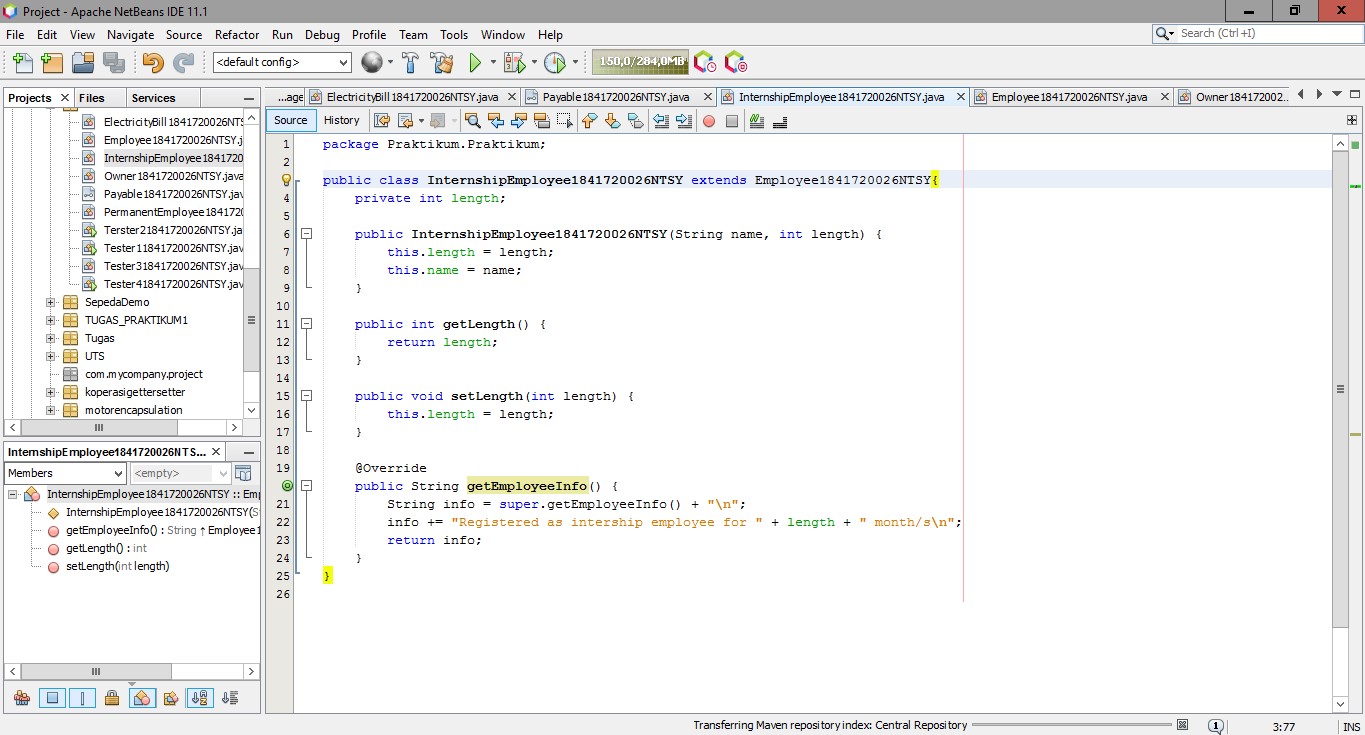 Project - Apache NetBeans IDE 11.1
File Edit View Navigate Source Refactor Run Debug Profile Team Tools Window Help
Search (Ctrl+I)
<default config>
150,0/284,0MB
Projects Files Services
...age ElectricityBill1841720026NTSY.java Payable1841720026NTSY.java InternshipEmployee1841720026NTSY.java Employee1841720026NTSY.java Owner184172002...
Source History
ElectricityBill1841720026NTS
Employee1841720026NTSY.j
InternshipEmployee1841720
Owner1841720026NTSY.java
Payable1841720026NTSY.java
PermanentEmployee184172
Terster21841720026NTSY.ja
Tester11841720026NTSY.jav
Tester31841720026NTSY.jav
Tester41841720026NTSY.jav
SepedaDemo
TUGAS_PRAKTIKUM1
Tugas
UTS
com.mycompany.project
koperasigettersetter
motorencapsulation
InternshipEmployee1841720026NTS...
Members <empty>
InternshipEmployee1841720026NTSY :: Emp
InternshipEmployee1841720026NTSY(S
getEmployeeInfo() : String ↑ Employee1
getLength() : int
setLength(int length)
1 package Praktikum.Praktikum;
2
public class InternshipEmployee1841720026NTSY extends Employee1841720026NTSY{
4 private int length;
5
6 public InternshipEmployee1841720026NTSY(String name, int length) {
7 this.length = length;
8 this.name = name;
9 }
10
11 public int getLength() {
12 return length;
13 }
14
15 public void setLength(int length) {
16 this.length = length;
17 }
18
19 @Override
public String getEmployeeInfo() {
21 String info = super.getEmployeeInfo() + "\n";
22 info += "Registered as intership employee for " + length + " month/s\n";
23 return info;
24 }
25 }
26
Transferring Maven repository index: Central Repository
1
3:77
INS